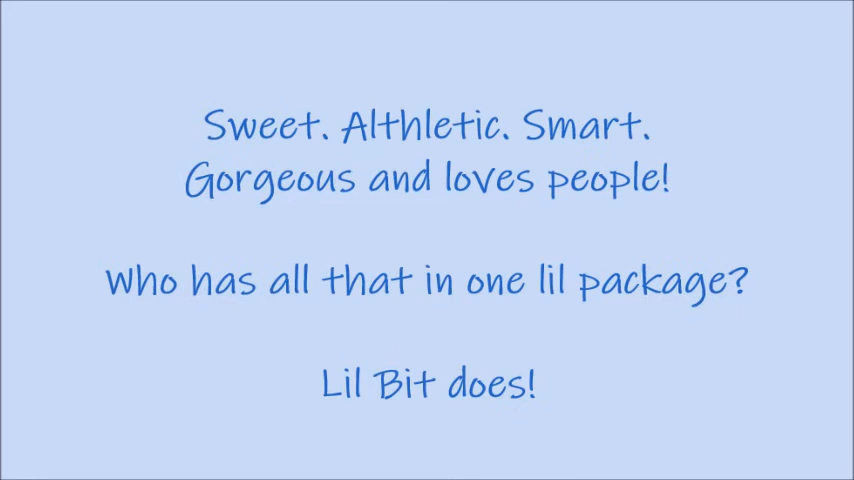 Sweet. Althletic. Smart.
Gorgeous and loves people!
Who has all that in one lil package?
Lil Bit does!